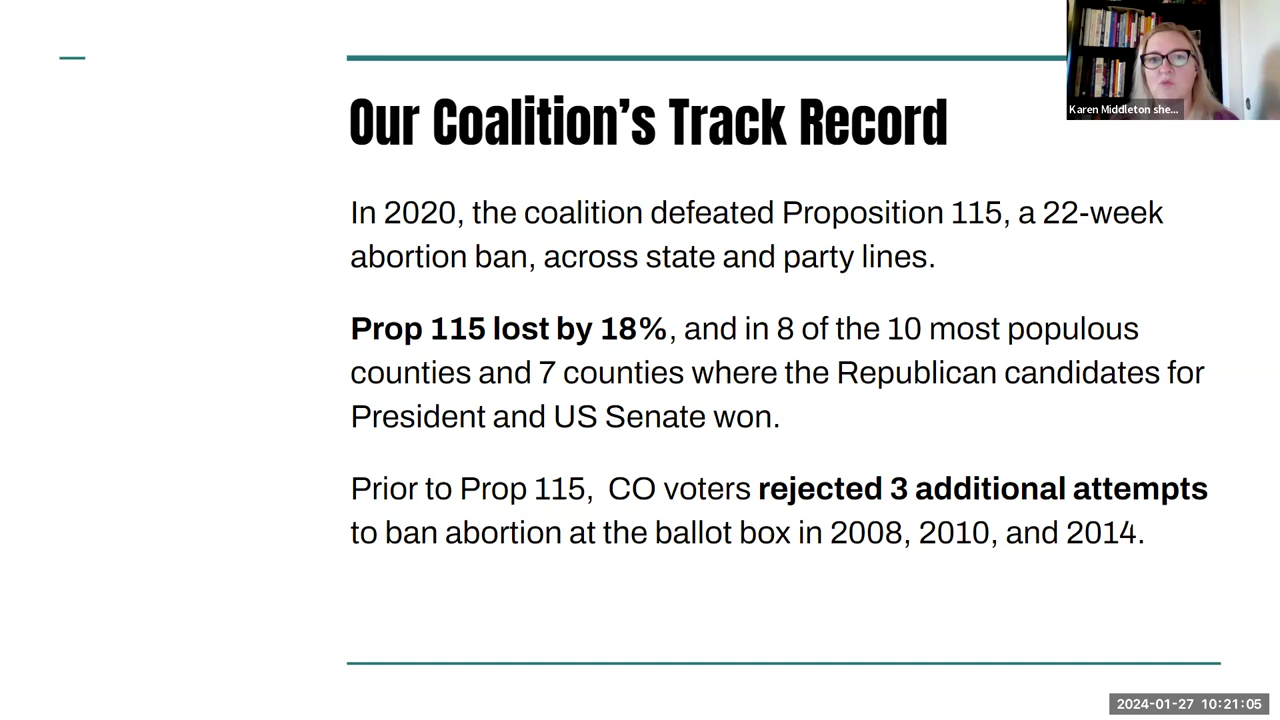 Karen Middleton she...
Our Coalition’s Track Record
In 2020, the coalition defeated Proposition 115, a 22-week
abortion ban, across state and party lines.
Prop 115 lost by 18%, and in 8 of the 10 most populous
counties and 7 counties where the Republican candidates for
President and US Senate won.
Prior to Prop 115, CO voters rejected 3 additional attempts
to ban abortion at the ballot box in 2008, 2010, and 2014.
2024-01-27 10:21:05